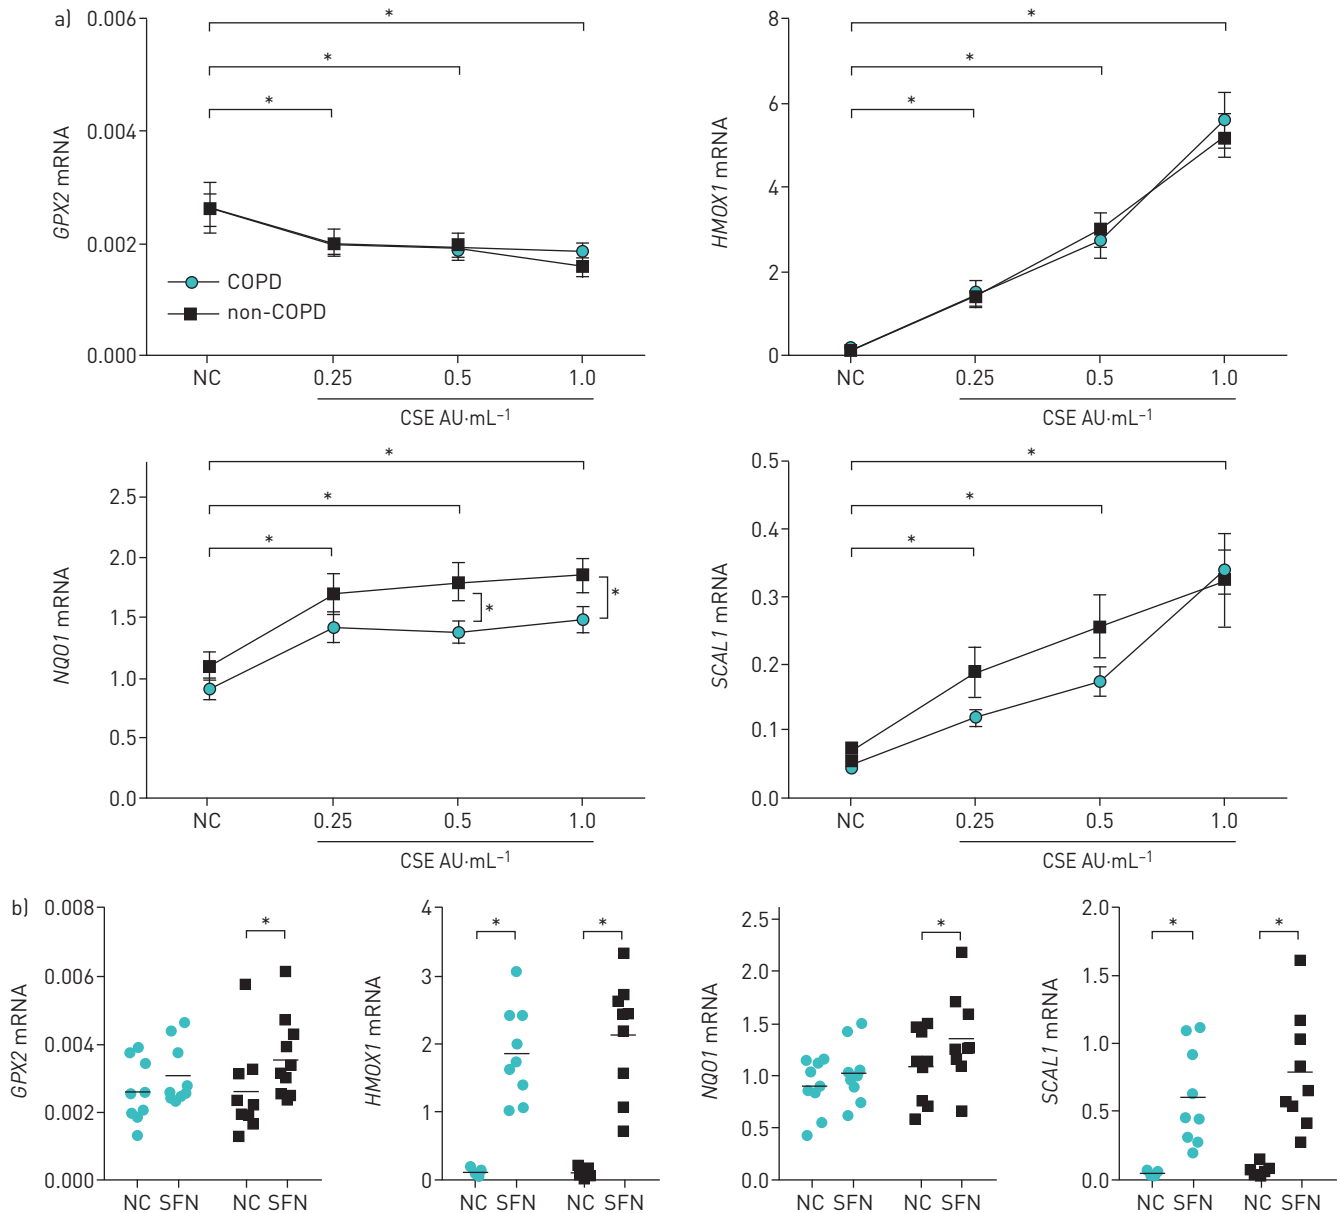 a)
0.006
0.004
0.002
0.000
GPX2 mRNA
* * *
COPD
non-COPD
NC 0.25 0.5 1.0
CSE AU·mL⁻¹
8
6
4
2
0
HMOX1 mRNA
* * *
NC 0.25 0.5 1.0
CSE AU·mL⁻¹
2.5
2.0
1.5
1.0
0.5
0.0
NQO1 mRNA
* * *
* *
NC 0.25 0.5 1.0
CSE AU·mL⁻¹
0.5
0.4
0.3
0.2
0.1
0.0
SCAL1 mRNA
* * *
NC 0.25 0.5 1.0
CSE AU·mL⁻¹
b)
0.008
0.006
0.004
0.002
0.000
GPX2 mRNA
*
NC SFN NC SFN
4
3
2
1
0
HMOX1 mRNA
* *
NC SFN NC SFN
2.5
2.0
1.5
1.0
0.5
0.0
NQO1 mRNA
*
NC SFN NC SFN
2.0
1.5
1.0
0.5
0
SCAL1 mRNA
* *
NC SFN NC SFN